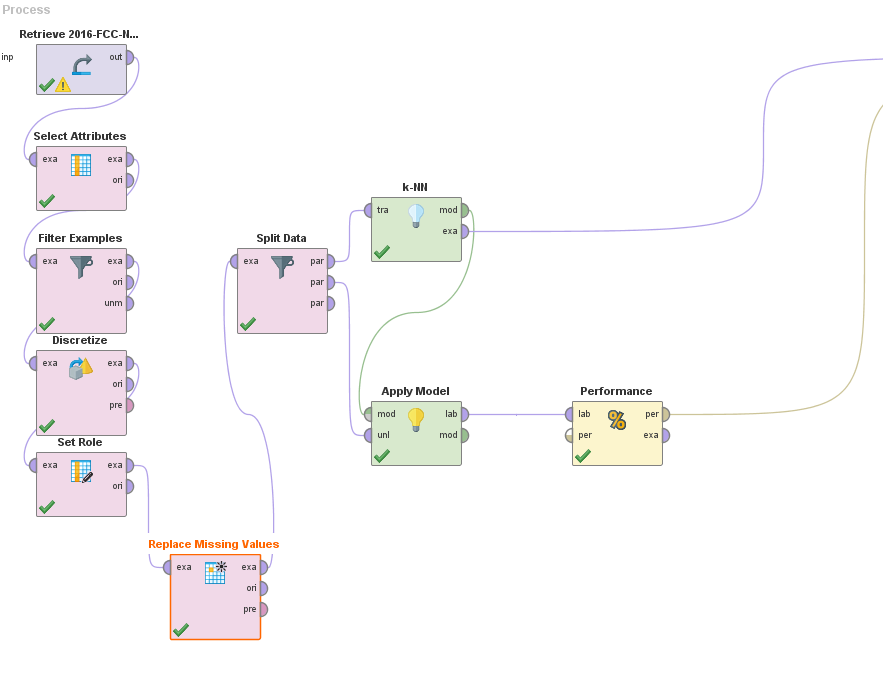 Process
inp
Retrieve 2016-FCC-N...
out
Select Attributes
exa exa
ori
Filter Examples
exa exa
ori
unm
Discretize
exa exa
ori
pre
Set Role
exa exa
ori
Replace Missing Values
exa exa
ori
pre
Split Data
exa par
par
par
k-NN
tra mod
exa
Apply Model
mod lab
unl mod
Performance
lab per
per exa
%